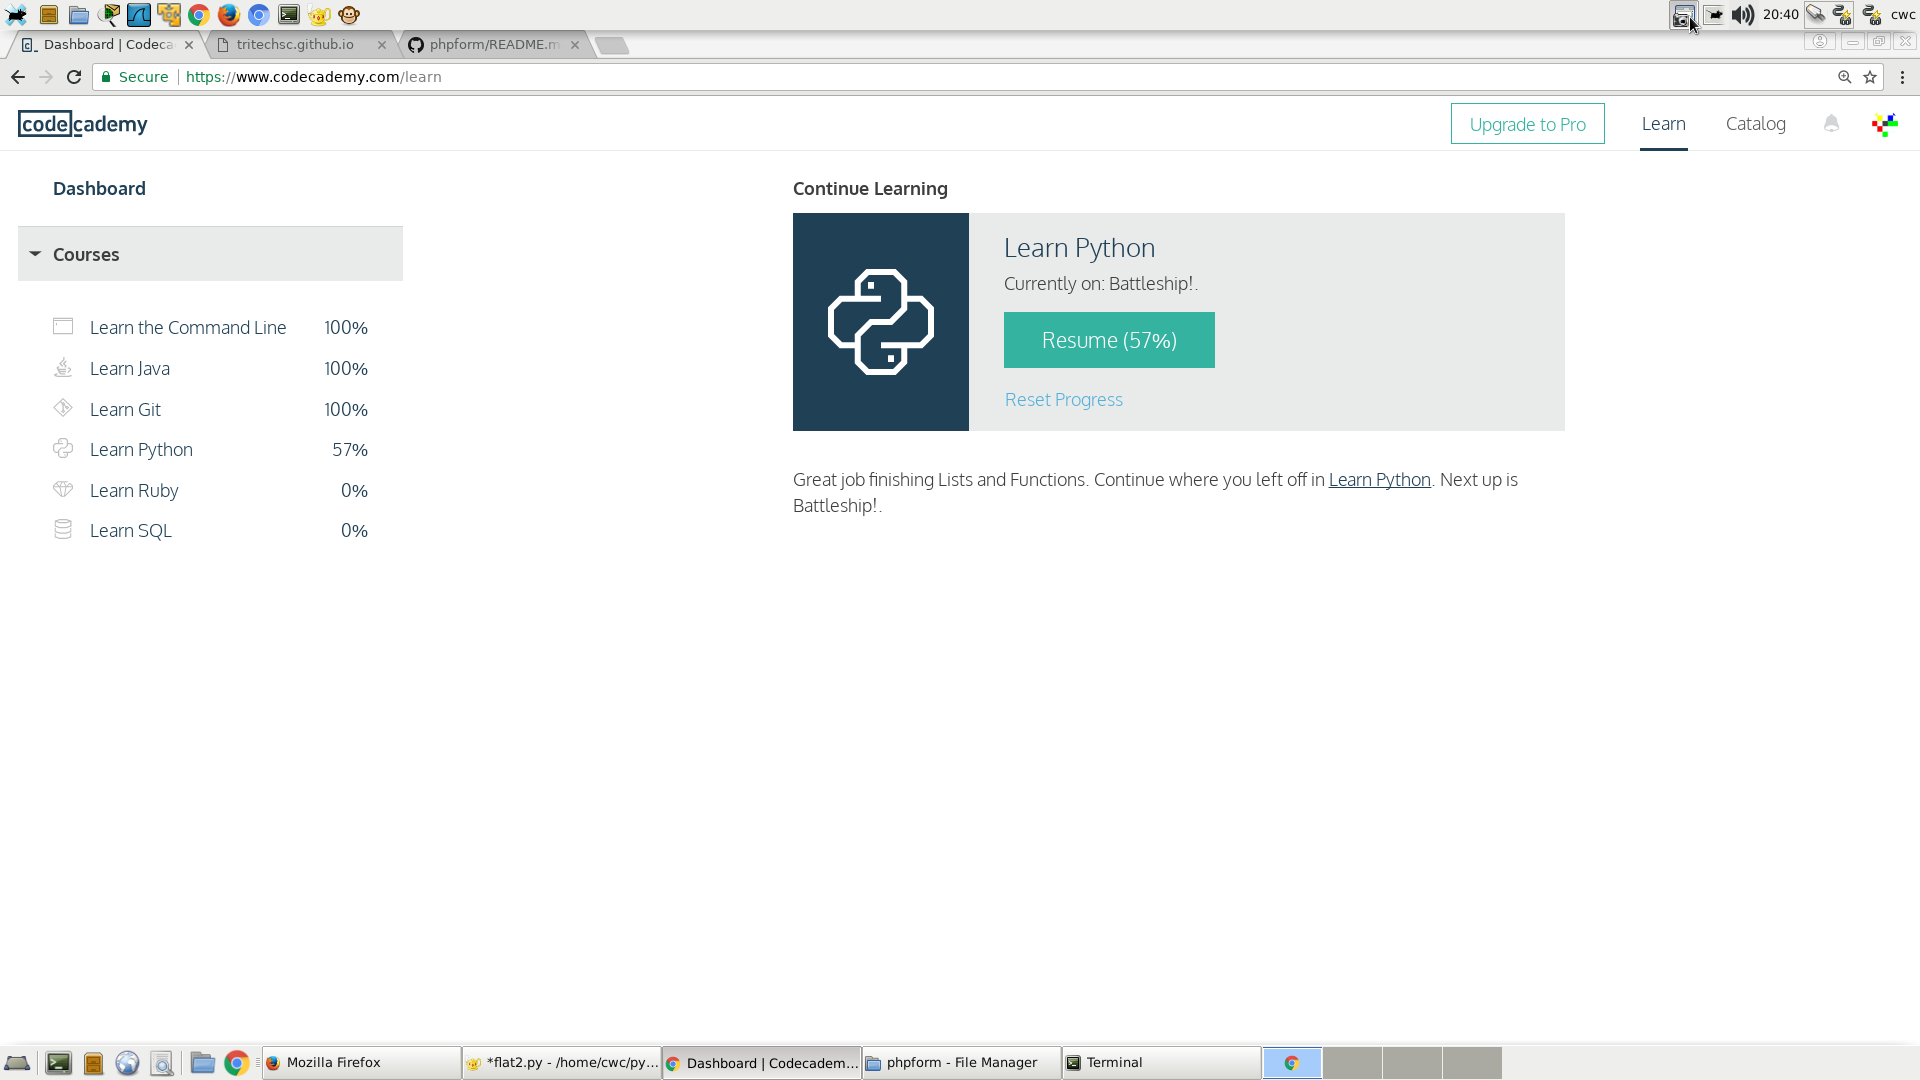 20:40
cwc
Dashboard | Codeca
tritechsc.github.io
phpform/README.m
Secure
https://www.codecademy.com/learn
codecademy
Upgrade to Pro
Learn
Catalog
Dashboard
Courses
Learn the Command Line 100%
Learn Java 100%
Learn Git 100%
Learn Python 57%
Learn Ruby 0%
Learn SQL 0%
Continue Learning
Learn Python
Currently on: Battleship!.
Resume (57%)
Reset Progress
Great job finishing Lists and Functions. Continue where you left off in Learn Python. Next up is
Battleship!.
Mozilla Firefox
*flat2.py - /home/cwc/py...
Dashboard | Codecadem...
phpform - File Manager
Terminal